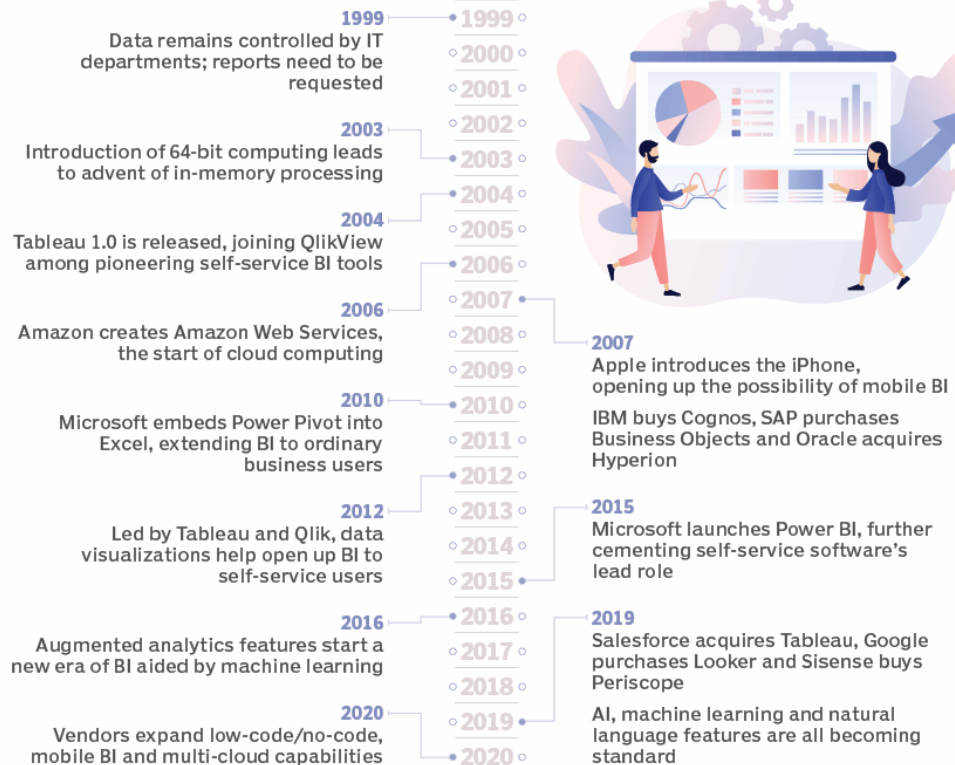 1999
Data remains controlled by IT
departments; reports need to be
requested
2003
Introduction of 64-bit computing leads
to advent of in-memory processing
2004
Tableau 1.0 is released, joining QlikView
among pioneering self-service BI tools
2006
Amazon creates Amazon Web Services,
the start of cloud computing
2010
Microsoft embeds Power Pivot into
Excel, extending BI to ordinary
business users
2012
Led by Tableau and Qlik, data
visualizations help open up BI to
self-service users
2016
Augmented analytics features start a
new era of BI aided by machine learning
2020
Vendors expand low-code/no-code,
mobile BI and multi-cloud capabilities
1999
2000
2001
2002
2003
2004
2005
2006
2007
2008
2009
2010
2011
2012
2013
2014
2015
2016
2017
2018
2019
2020
2007
Apple introduces the iPhone,
opening up the possibility of mobile BI
IBM buys Cognos, SAP purchases
Business Objects and Oracle acquires
Hyperion
2015
Microsoft launches Power BI, further
cementing self-service software's
lead role
2019
Salesforce acquires Tableau, Google
purchases Looker and Sisense buys
Periscope
AI, machine learning and natural
language features are all becoming
standard